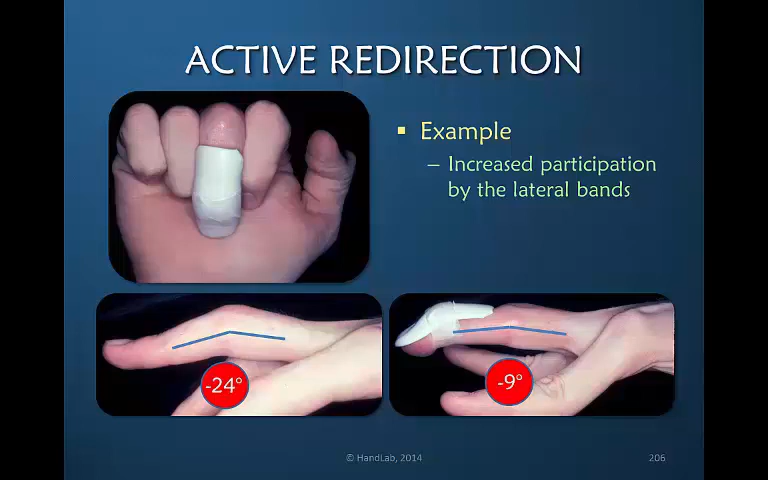 ACTIVE REDIRECTION
▪ Example
– Increased participation
by the lateral bands
-24°
-9°
© HandLab, 2014
206